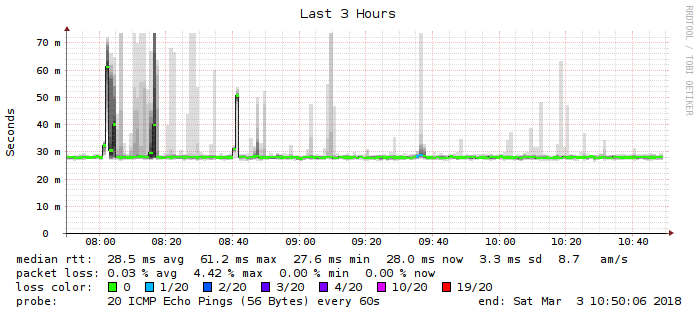 Last 3 Hours
RRDTOOL / TOBI OETIKER
Seconds
70 m
60 m
50 m
40 m
30 m
20 m
10 m
0
08:00 08:20 08:40 09:00 09:20 09:40 10:00 10:20 10:40
median rtt: 28.5 ms avg 61.2 ms max 27.6 ms min 28.0 ms now 3.3 ms sd 8.7 am/s
packet loss: 0.03 % avg 4.42 % max 0.00 % min 0.00 % now
loss color: 0 1/20 2/20 3/20 4/20 10/20 19/20
probe: 20 ICMP Echo Pings (56 Bytes) every 60s end: Sat Mar 3 10:50:06 2018